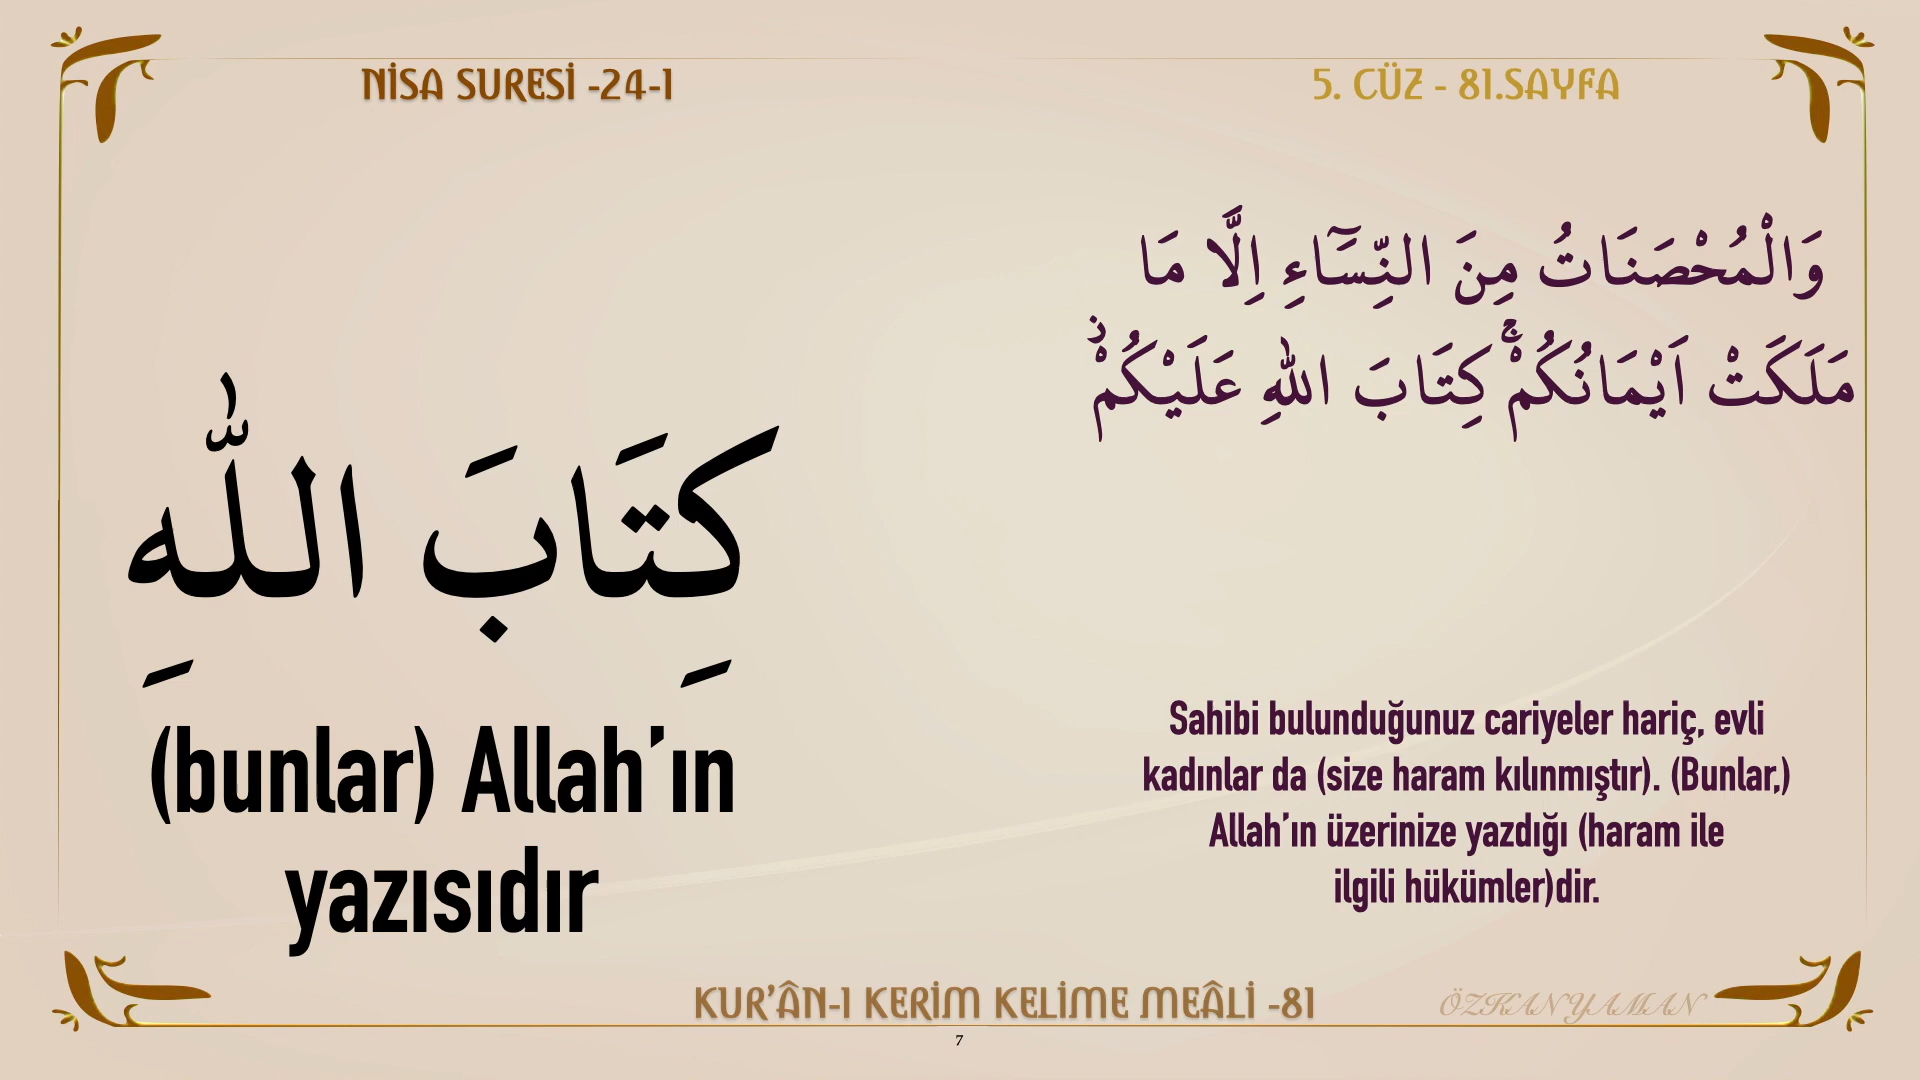 NİSA SURESİ -24-1
5. CÜZ - 81.SAYFA
وَالْمُحْصَنَاتُ مِنَ النِّسَٓاءِ اِلَّا مَا
مَلَكَتْ اَيْمَانُكُمْۚ كِتَابَ اللّٰهِ عَلَيْكُمْۘ
كِتَابَ اللّٰهِ
(bunlar) Allah’ın
yazısıdır
Sahibi bulunduğunuz cariyeler hariç, evli
kadınlar da (size haram kılınmıştır). (Bunlar,)
Allah’ın üzerinize yazdığı (haram ile
ilgili hükümler)dir.
KUR’ÂN-I KERİM KELİME MEÂLİ -81
ÖZKAN YAMAN
7